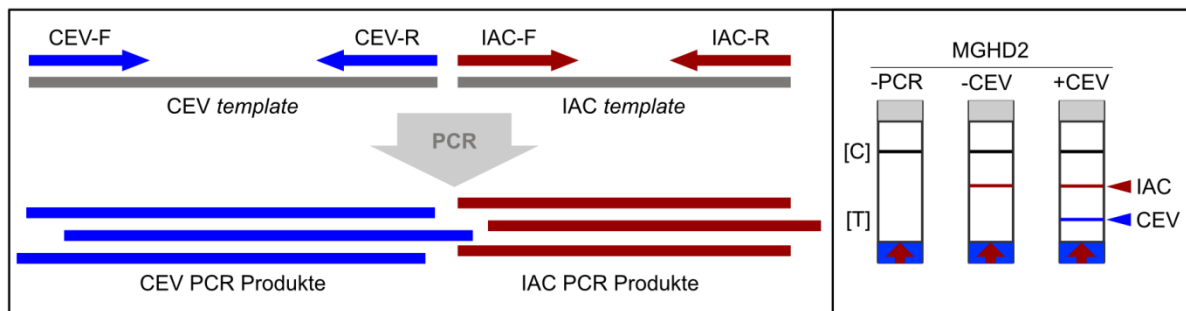 CEV-F CEV-R IAC-F IAC-R
CEV template IAC template
PCR
CEV PCR Produkte IAC PCR Produkte
MGHD2
-PCR -CEV +CEV
[C]
IAC
[T] CEV